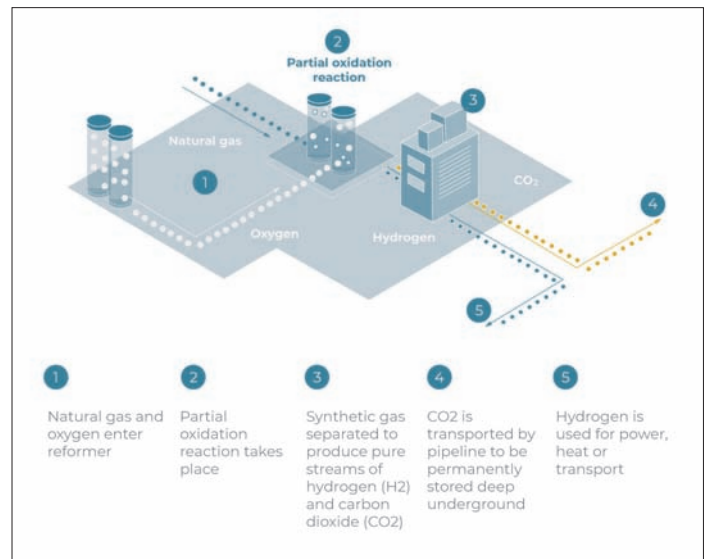 2
Partial oxidation
reaction
3
Natural gas
1
CO₂
4
Oxygen
Hydrogen
5
1
Natural gas and
oxygen enter
reformer
2
Partial
oxidation
reaction takes
place
3
Synthetic gas
separated to
produce pure
streams of
hydrogen (H2)
and carbon
dioxide (CO2)
4
CO2 is
transported by
pipeline to be
permanently
stored deep
underground
5
Hydrogen is
used for power,
heat or
transport